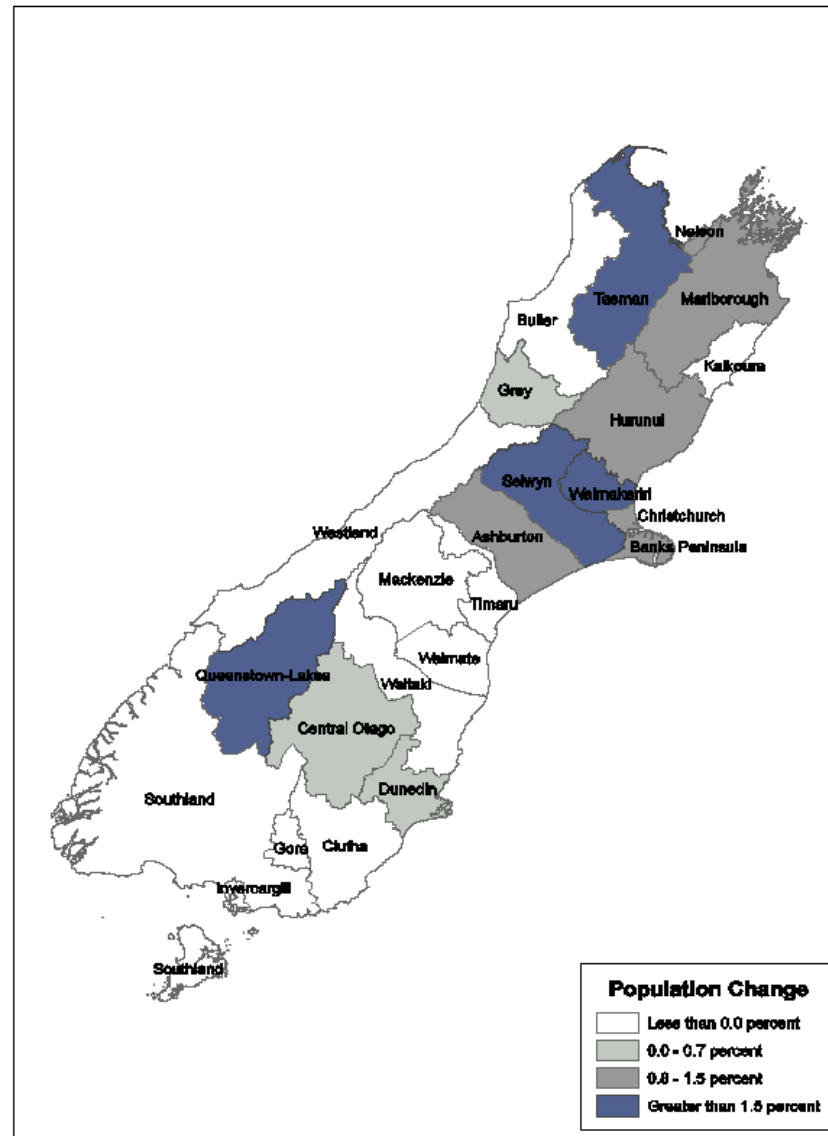 Nelson
Tasman
Marlborough
Buller
Kaikoura
Grey
Hurunui
Selwyn
Waimakariri
Christchurch
Westland
Ashburton
Banks Peninsula
Mackenzie
Timaru
Waimate
Queenstown-Lakes
Waitaki
Central Otago
Dunedin
Southland
Gore
Clutha
Invercargill
Southland
Population Change
Less than 0.0 percent
0.0 - 0.7 percent
0.8 - 1.5 percent
Greater than 1.5 percent